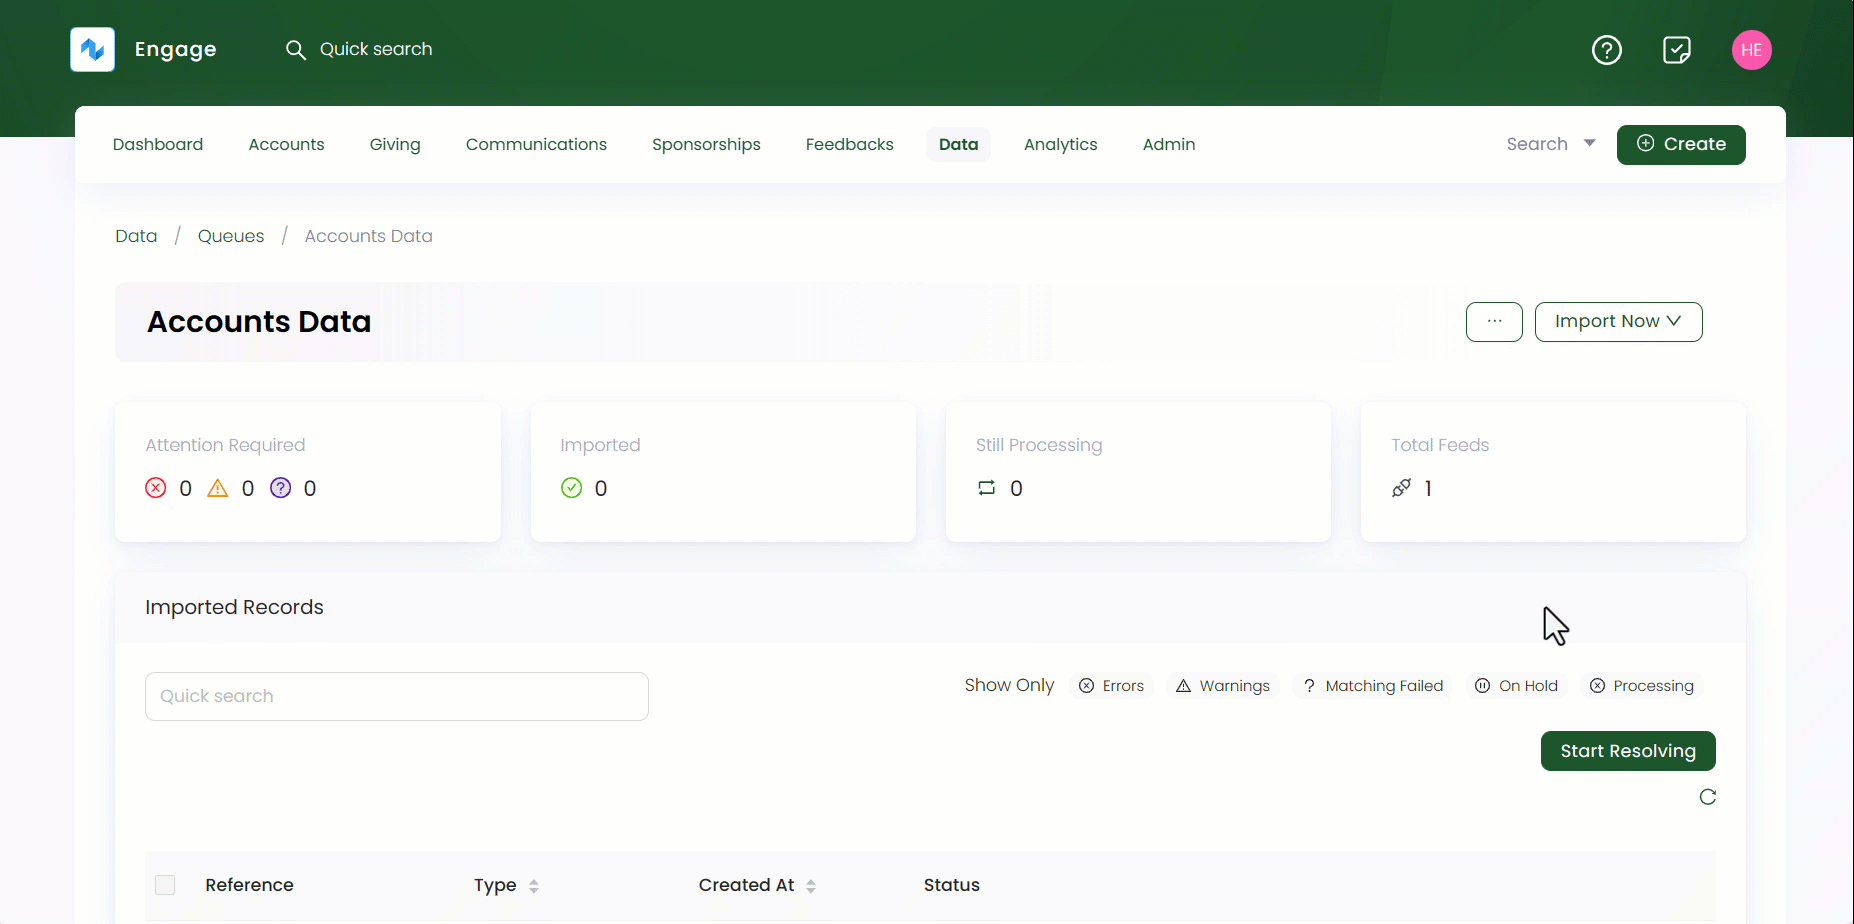 Engage
Quick search
HE
Dashboard Accounts Giving Communications Sponsorships Feedbacks Data Analytics Admin Search Create
Data / Queues / Accounts Data
Accounts Data
... Import Now
Attention Required
0 0 ? 0
Imported
0
Still Processing
0
Total Feeds
1
Imported Records
Quick search
Show Only Errors Warnings ? Matching Failed On Hold Processing
Start Resolving
Reference Type Created At Status